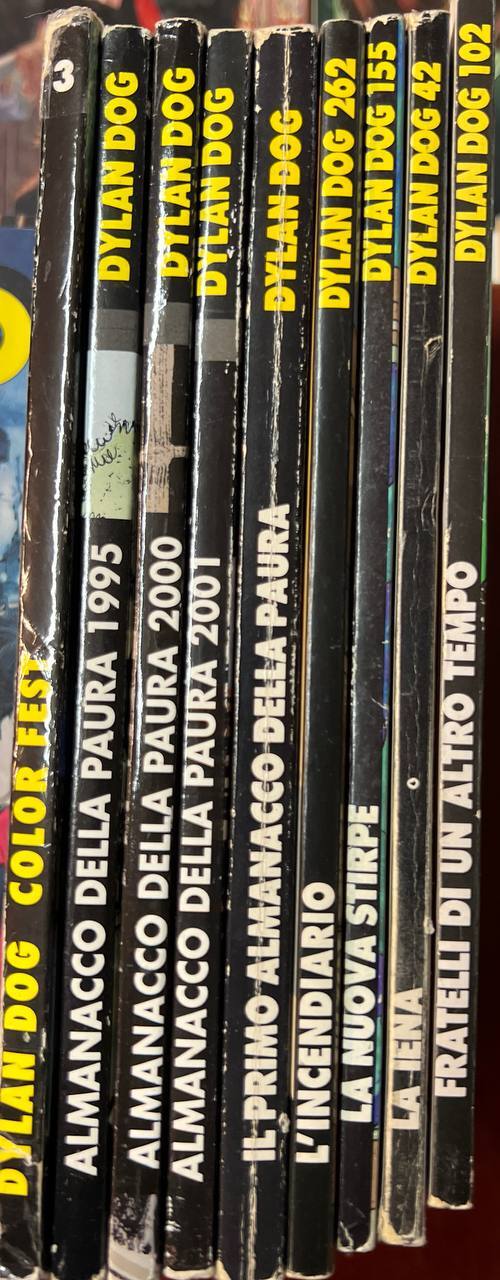 3
DYLAN DOG COLOR FEST
DYLAN DOG
ALMANACCO DELLA PAURA 1995
DYLAN DOG
ALMANACCO DELLA PAURA 2000
DYLAN DOG
ALMANACCO DELLA PAURA 2001
DYLAN DOG
IL PRIMO ALMANACCO DELLA PAURA
DYLAN DOG 262
L'INCENDIARIO
DYLAN DOG 155
LA NUOVA STIRPE
DYLAN DOG 42
LA IENA
DYLAN DOG 102
FRATELLI DI UN ALTRO TEMPO